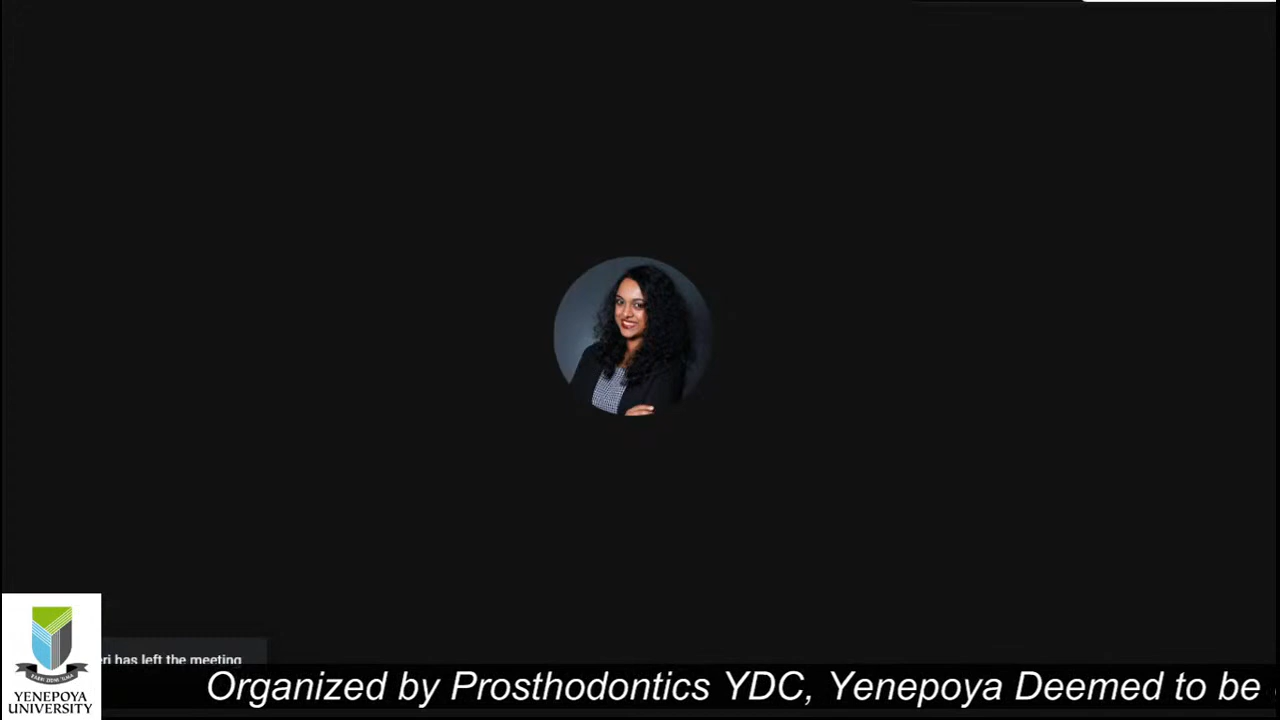 has left the meeting
Organized by Prosthodontics YDC, Yenepoya Deemed to be
YENEPOYA
UNIVERSITY